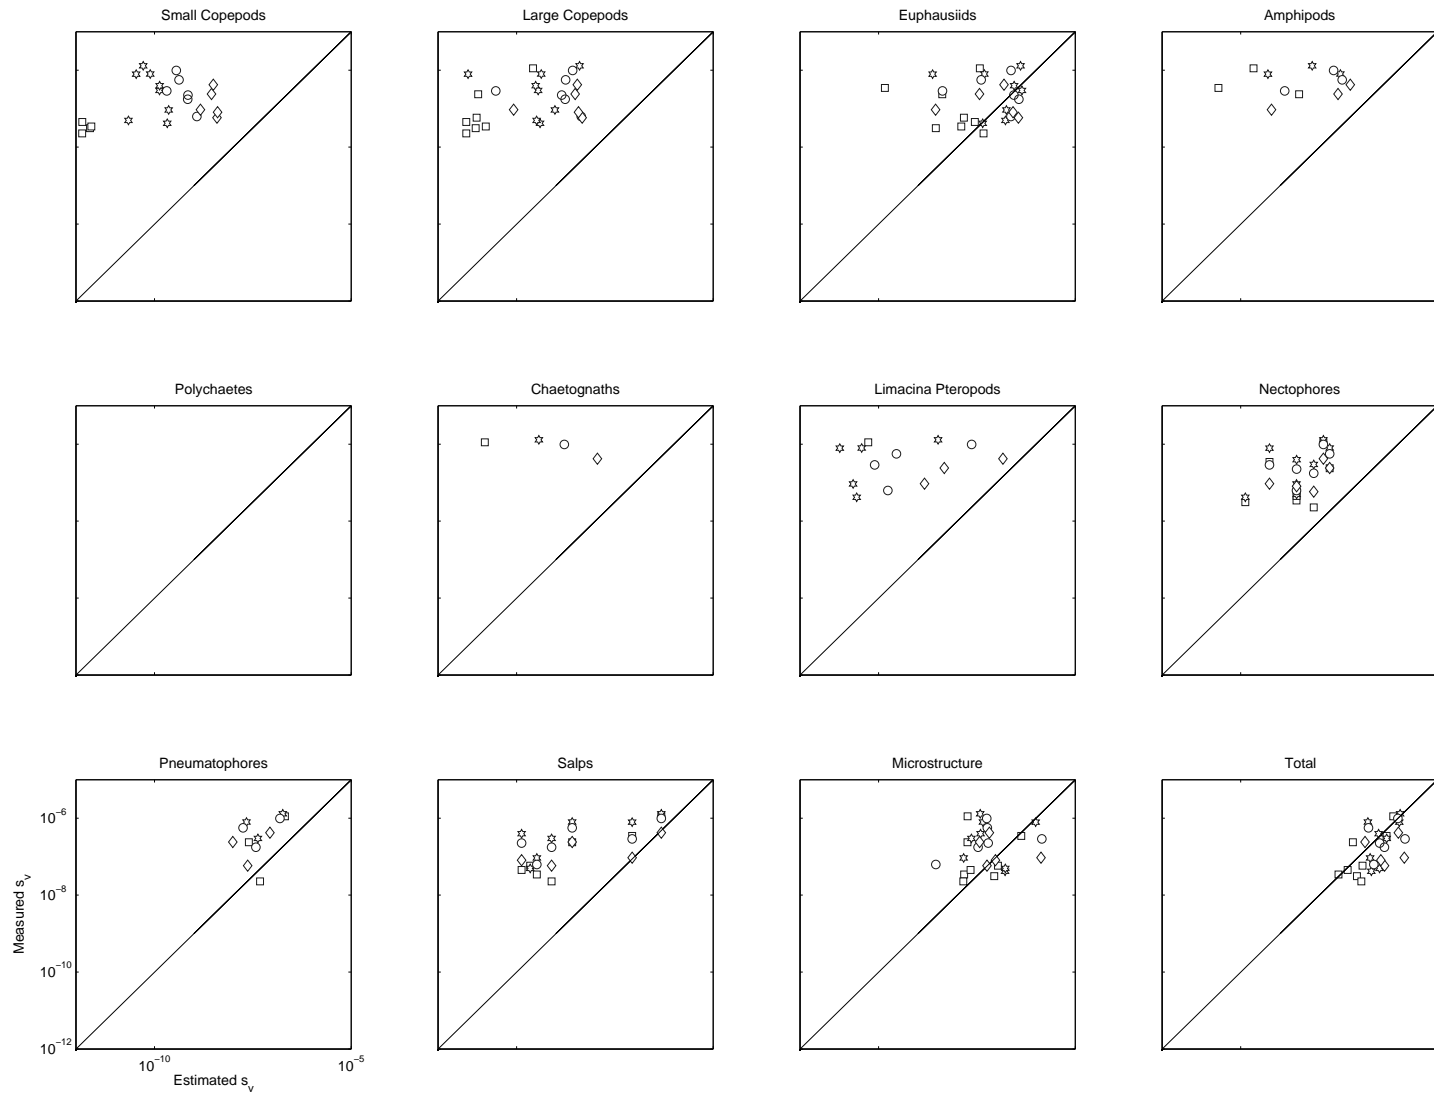 Small Copepods
Large Copepods
Euphausiids
Amphipods
Polychaetes
Chaetognaths
Limacina Pteropods
Nectophores
Pneumatophores
Salps
Microstructure
Total
Measured s_v
10^−6
10^−8
10^−10
10^−12
10^−10
10^−5
Estimated s_v